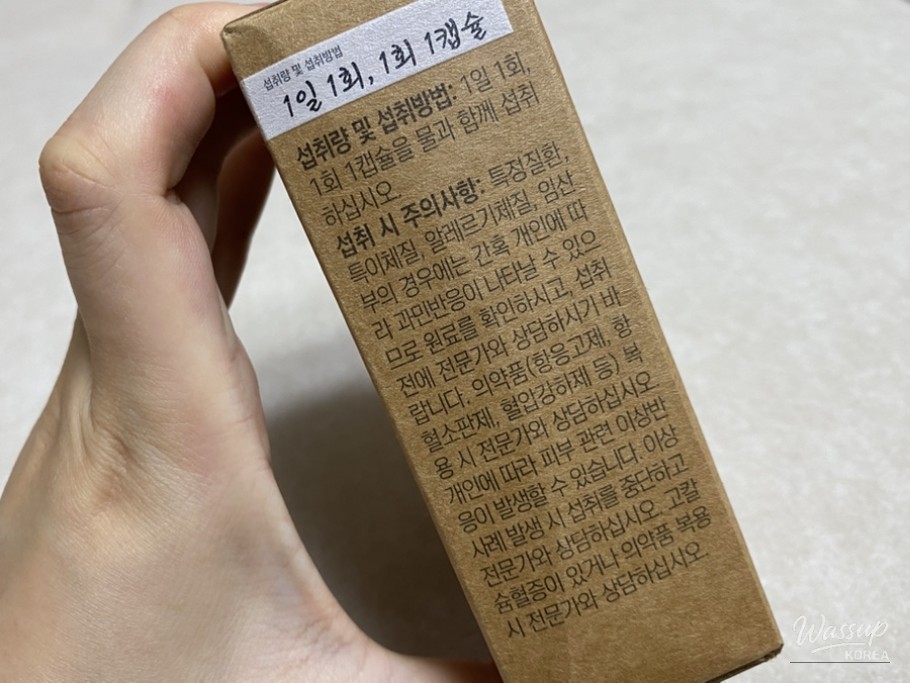 섭취량 및 섭취방법
1일 1회, 1회 1캡슐
섭취량 및 섭취방법: 1일 1회,
1회 1캡슐을 물과 함께 섭취
하십시오.
섭취 시 주의사항: 특정질환,
특이체질, 알레르기체질, 임산
부의 경우에는 간혹 개인에 따
라 과민반응이 나타날 수 있으
므로 원료를 확인하시고, 섭취
전에 전문가와 상담하시기 바
랍니다. 의약품(항응고제, 항
혈소판제, 혈압강하제 등) 복
용 시 전문가와 상담하십시오
개인에 따라 피부 관련 이상반
응이 발생할 수 있습니다 이상
사례 발생 시 섭취를 중단하고
전문가와 상담하십시오. 고칼
슘혈증이 있거나 의약품 복용
시 전문가와 상담하십시오.
Wassup
KOREA